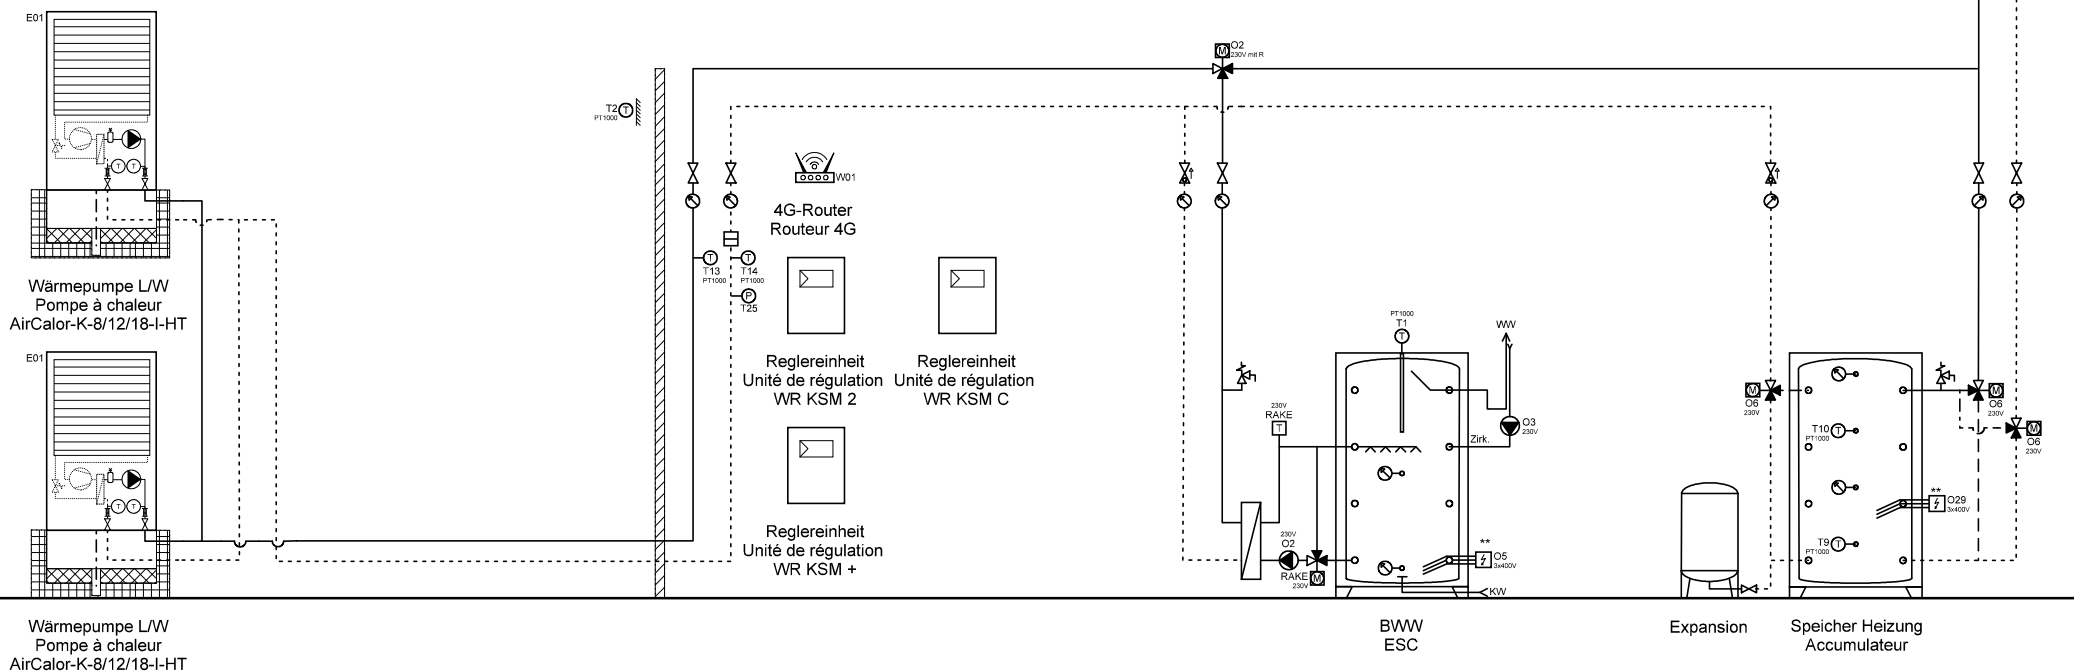 E01
Wärmepumpe L/W
Pompe à chaleur
AirCalor-K-8/12/18-I-HT
E01
Wärmepumpe L/W
Pompe à chaleur
AirCalor-K-8/12/18-I-HT
T
T
T
T
T2
T
PT1000
W01
4G-Router
Routeur 4G
T
T13
PT1000
T
T14
PT1000
P
T25
Reglereinheit
Unité de régulation
WR KSM 2
Reglereinheit
Unité de régulation
WR KSM C
Reglereinheit
Unité de régulation
WR KSM +
M
O2
230V mit R
230V
RAKE
T
230V
O2
RAKE
230V
M
PT1000
T1
T
WW
O3
230V
Zirk.
**
O5
3x400V
KW
BWW
ESC
Expansion
M
O6
230V
T10
PT1000
T
T9
PT1000
T
M
O6
230V
M
O6
230V
**
O29
3x400V
Speicher Heizung
Accumulateur